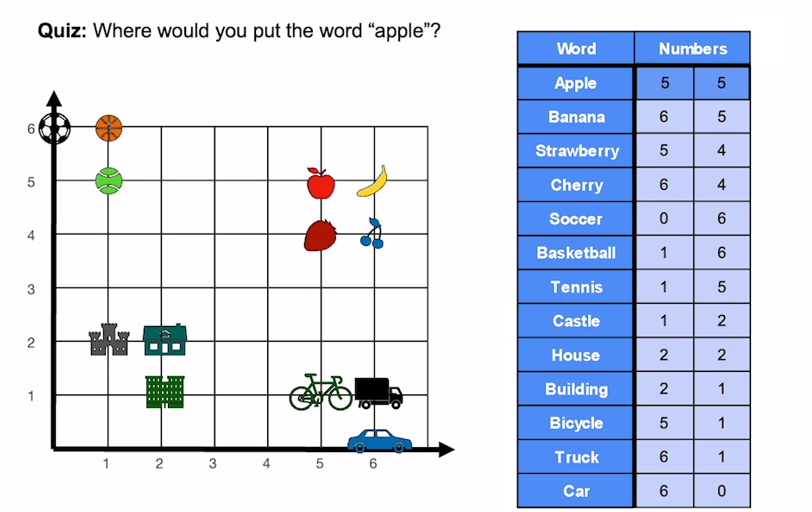 Quiz: Where would you put the word “apple”?
6
5
4
3
2
1
1 2 3 4 5 6
Word Numbers
Apple 5 5
Banana 6 5
Strawberry 5 4
Cherry 6 4
Soccer 0 6
Basketball 1 6
Tennis 1 5
Castle 1 2
House 2 2
Building 2 1
Bicycle 5 1
Truck 6 1
Car 6 0